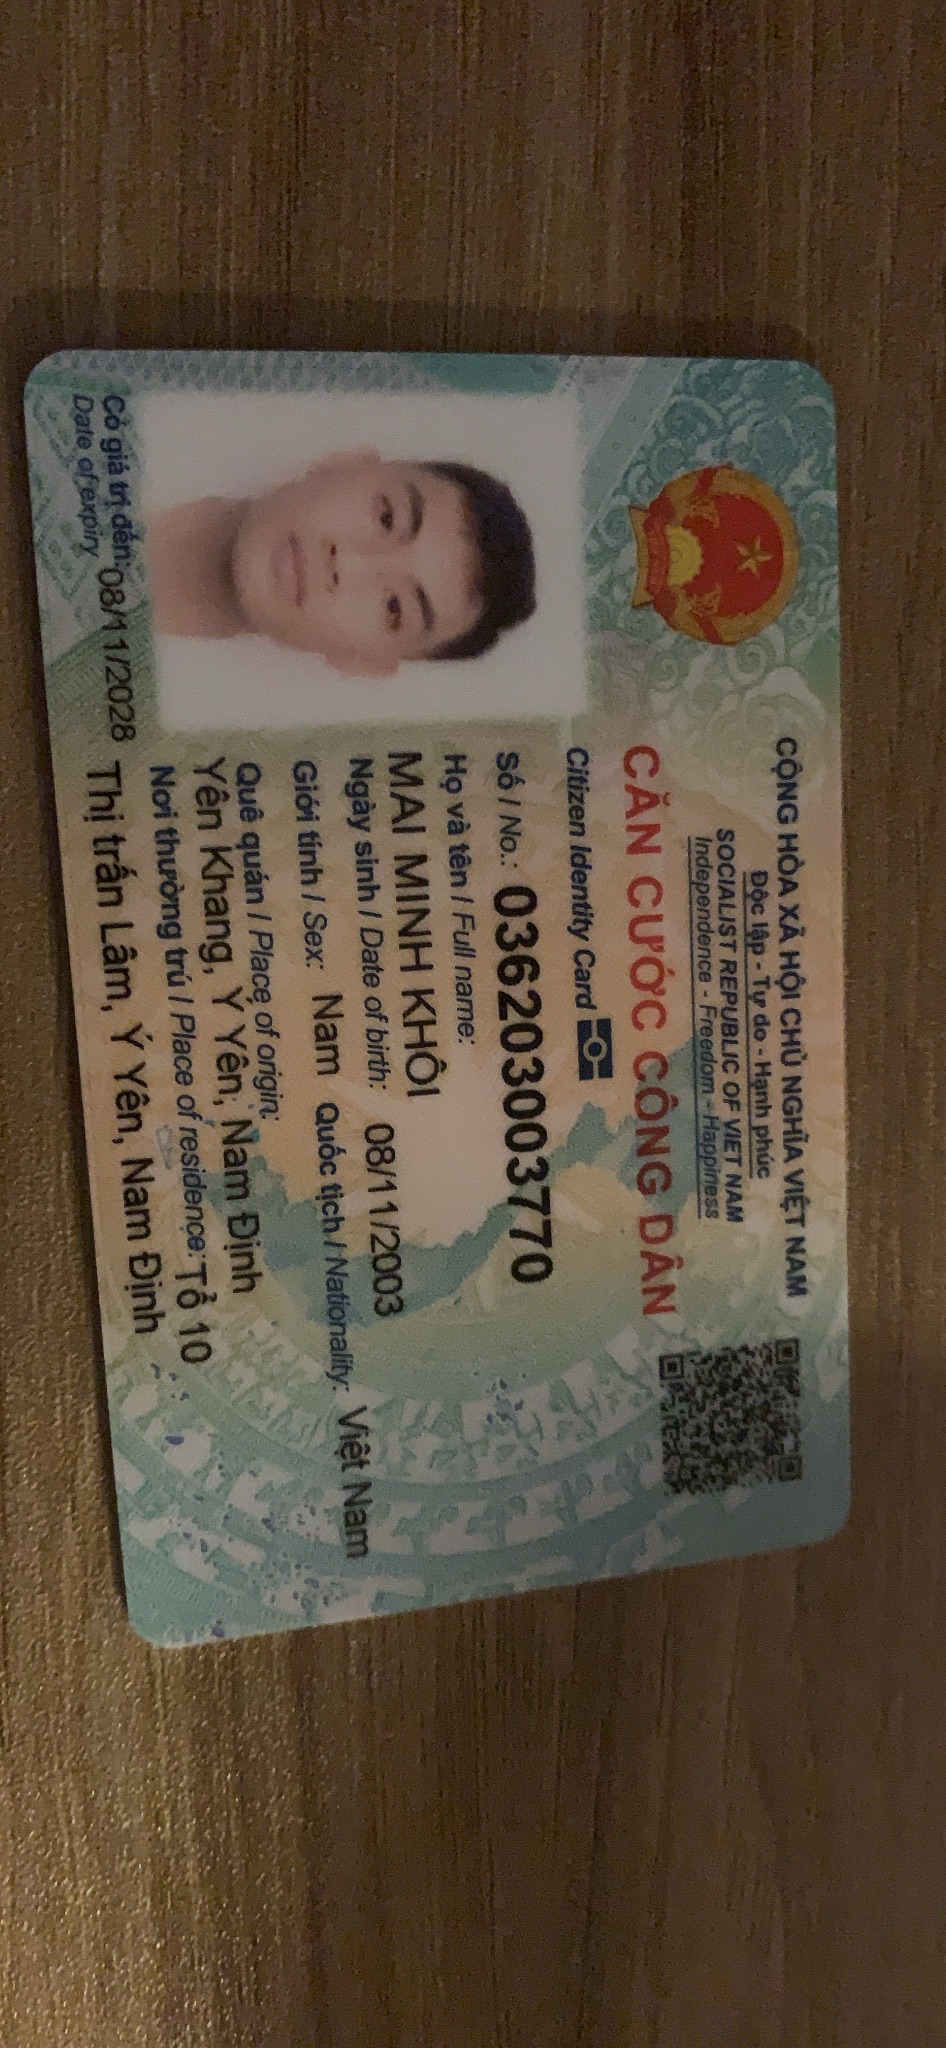 CỘNG HÒA XÃ HỘI CHỦ NGHĨA VIỆT NAM
Độc lập - Tự do - Hạnh phúc
SOCIALIST REPUBLIC OF VIET NAM
Independence - Freedom - Happiness
CĂN CƯỚC CÔNG DÂN
Citizen Identity Card
Số / No.: 036203003770
Họ và tên / Full name:
MAI MINH KHÔI
Ngày sinh / Date of birth: 08/11/2003
Giới tính / Sex: Nam Quốc tịch / Nationality: Việt Nam
Quê quán / Place of origin:
Yên Khang, Ý Yên, Nam Định
Nơi thường trú / Place of residence: Tổ 10
Thị trấn Lâm, Ý Yên, Nam Định
Có giá trị đến: 08/11/2028
Date of expiry